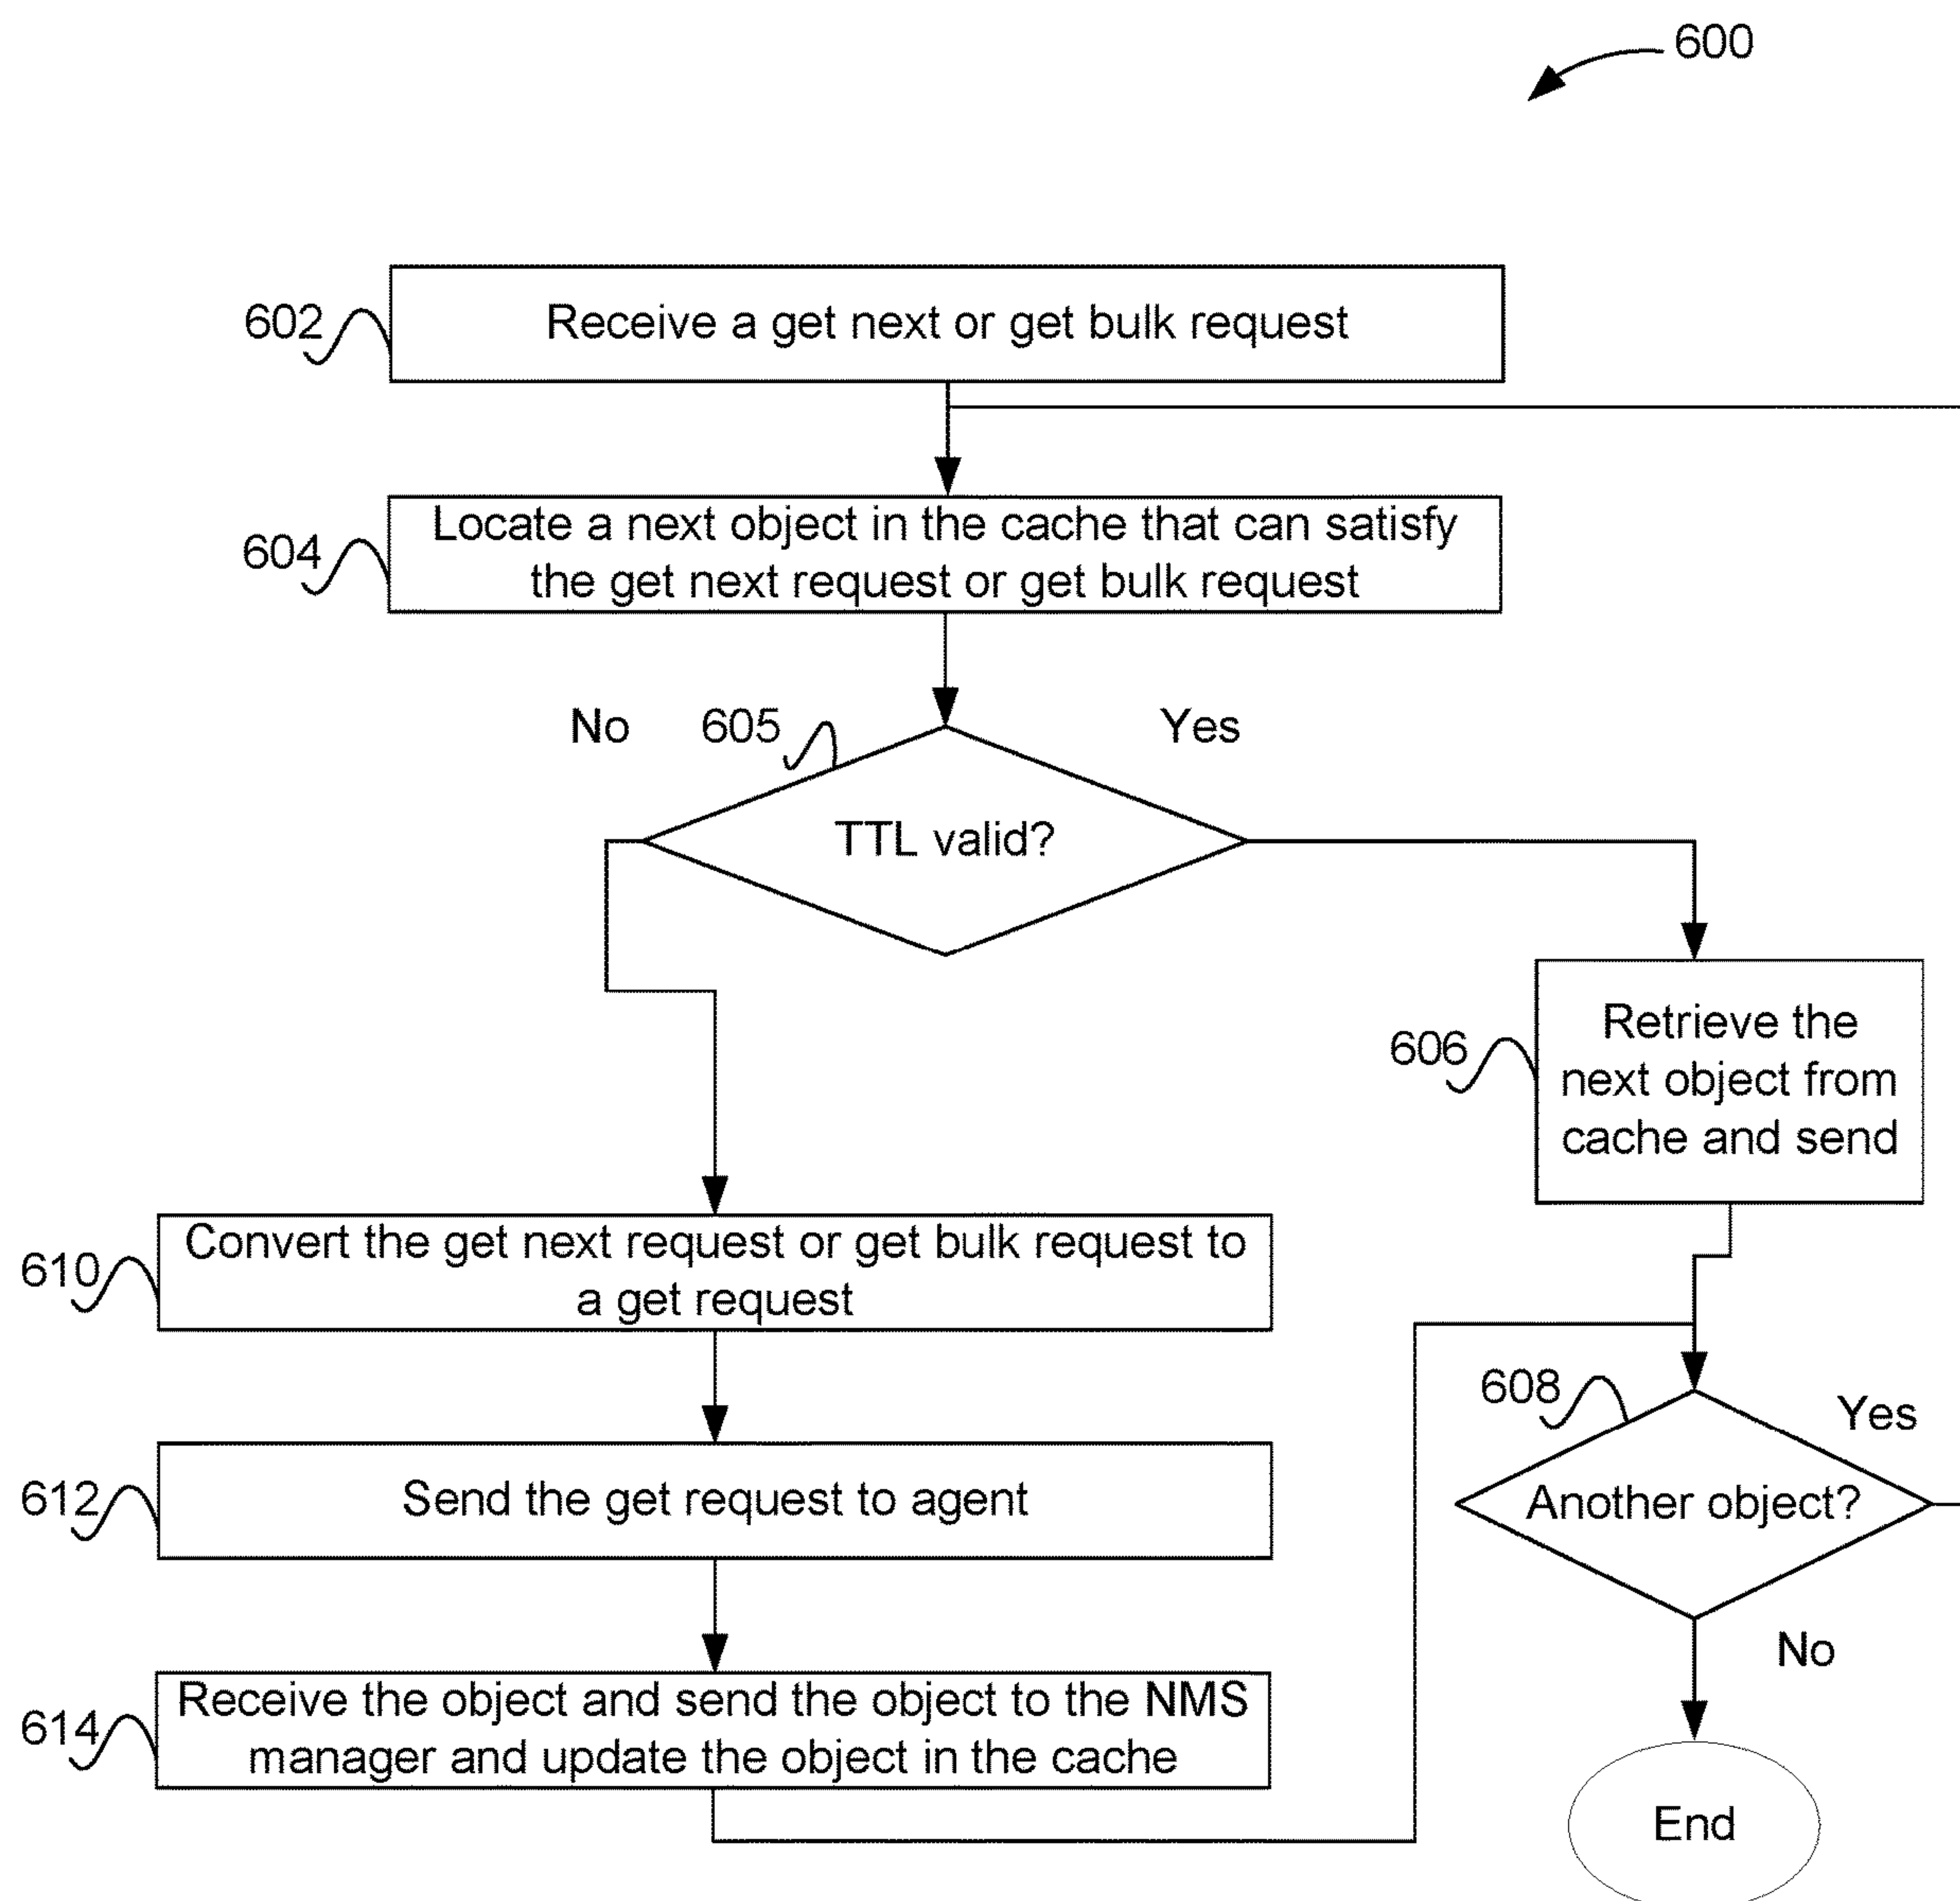 600
602
Receive a get next or get bulk request
604
Locate a next object in the cache that can satisfy
the get next request or get bulk request
No
605
Yes
TTL valid?
606
Retrieve the
next object from
cache and send
610
Convert the get next request or get bulk request to
a get request
608
Yes
Another object?
612
Send the get request to agent
No
614
Receive the object and send the object to the NMS
manager and update the object in the cache
End